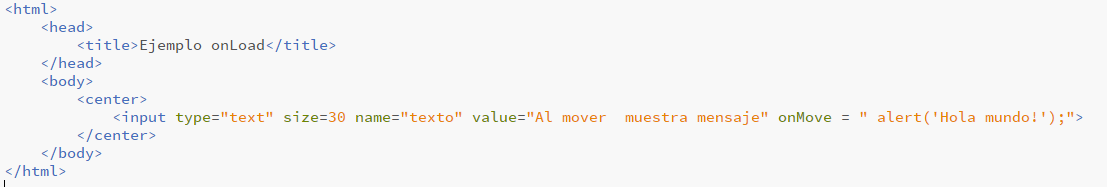 <html>
    <head>
        <title>Ejemplo onLoad</title>
    </head>
    <body>
        <center>
            <input type="text" size=30 name="texto" value="Al mover  muestra mensaje" onMove = " alert('Hola mundo!');">
        </center>
    </body>
</html>